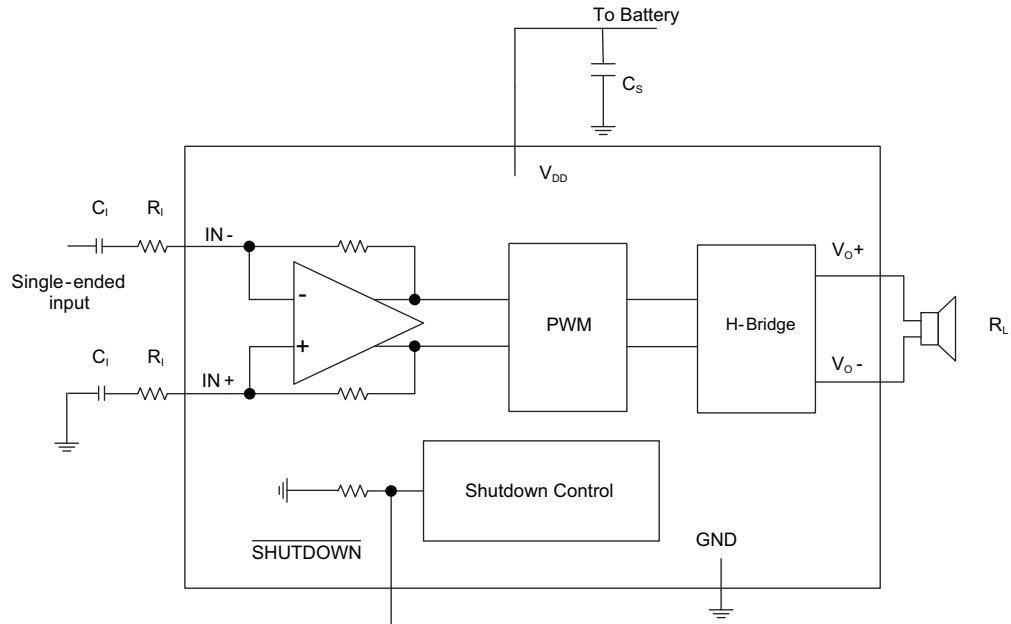 To Battery
C_S
V_DD
C_I
R_I
IN -
Single-ended
input
-
+
C_I
R_I
IN +
PWM
H-Bridge
V_O+
V_O-
R_L
Shutdown Control
SHUTDOWN
GND